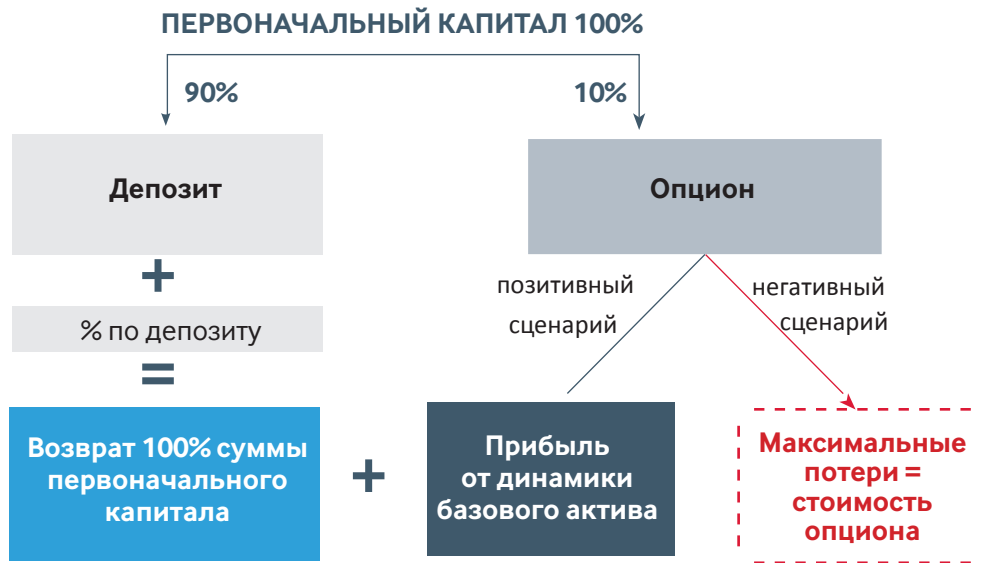 ПЕРВОНАЧАЛЬНЫЙ КАПИТАЛ 100%
90%
10%
Депозит
Опцион
+
% по депозиту
=
позитивный
сценарий
негативный
сценарий
Возврат 100% суммы
первоначального
капитала
+
Прибыль
от динамики
базового актива
Максимальные
потери =
стоимость
опциона